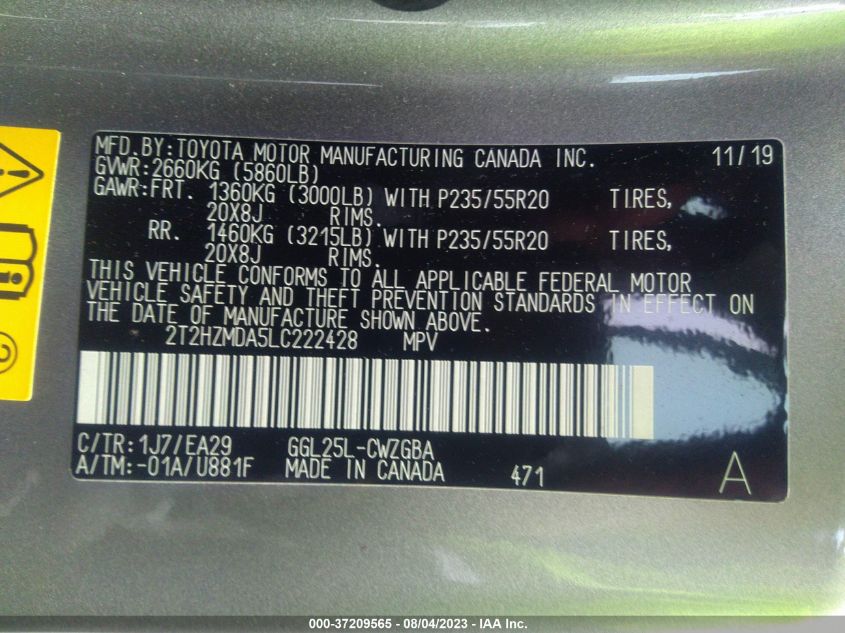 MFD.BY:TOYOTA MOTOR MANUFACTURING CANADA INC. 11/19
GVWR:2660KG (5860LB)
GAWR:FRT. 1360KG (3000LB) WITH P235/55R20 TIRES,
20X8J RIMS.
RR. 1460KG (3215LB) WITH P235/55R20 TIRES,
20X8J RIMS.
THIS VEHICLE CONFORMS TO ALL APPLICABLE FEDERAL MOTOR
VEHICLE SAFETY AND THEFT PREVENTION STANDARDS IN EFFECT ON
THE DATE OF MANUFACTURE SHOWN ABOVE.
2T2HZMDA5LC222428 MPV
C/TR:1J7/EA29 GGL25L-CWZGBA
A/TM:-01A/U881F MADE IN CANADA 471 A
000-37209565 - 08/04/2023 - IAA Inc.